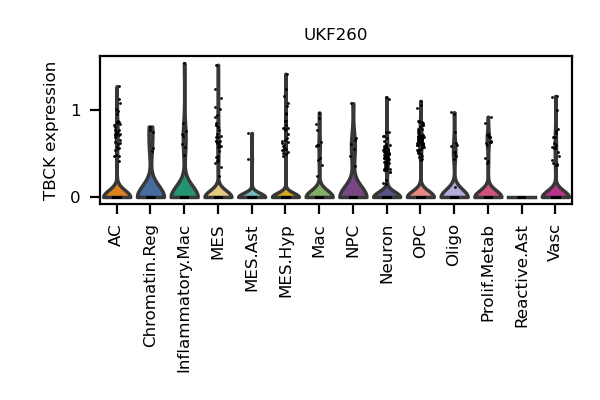 UKF260
TBCK expression
1
0
AC
Chromatin.Reg
Inflammatory.Mac
MES
MES.Ast
MES.Hyp
Mac
NPC
Neuron
OPC
Oligo
Prolif.Metab
Reactive.Ast
Vasc